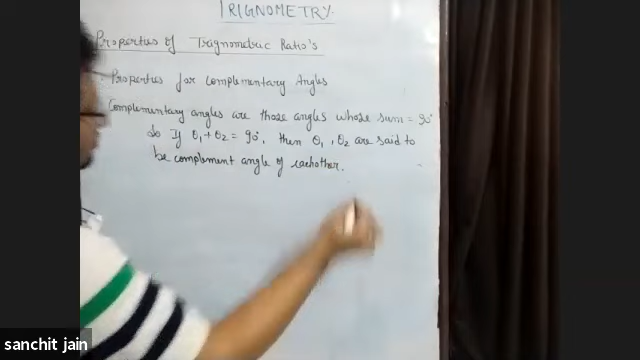 TRIGNOMETRY.
Properties of Trignometric Ratio's
Properties for Complementary Angles
Complementary angles are those angles whose sum = 90°
So If θ1 + θ2 = 90°, then θ1, θ2 are said to
be complement angle of eachother.
sanchit jain